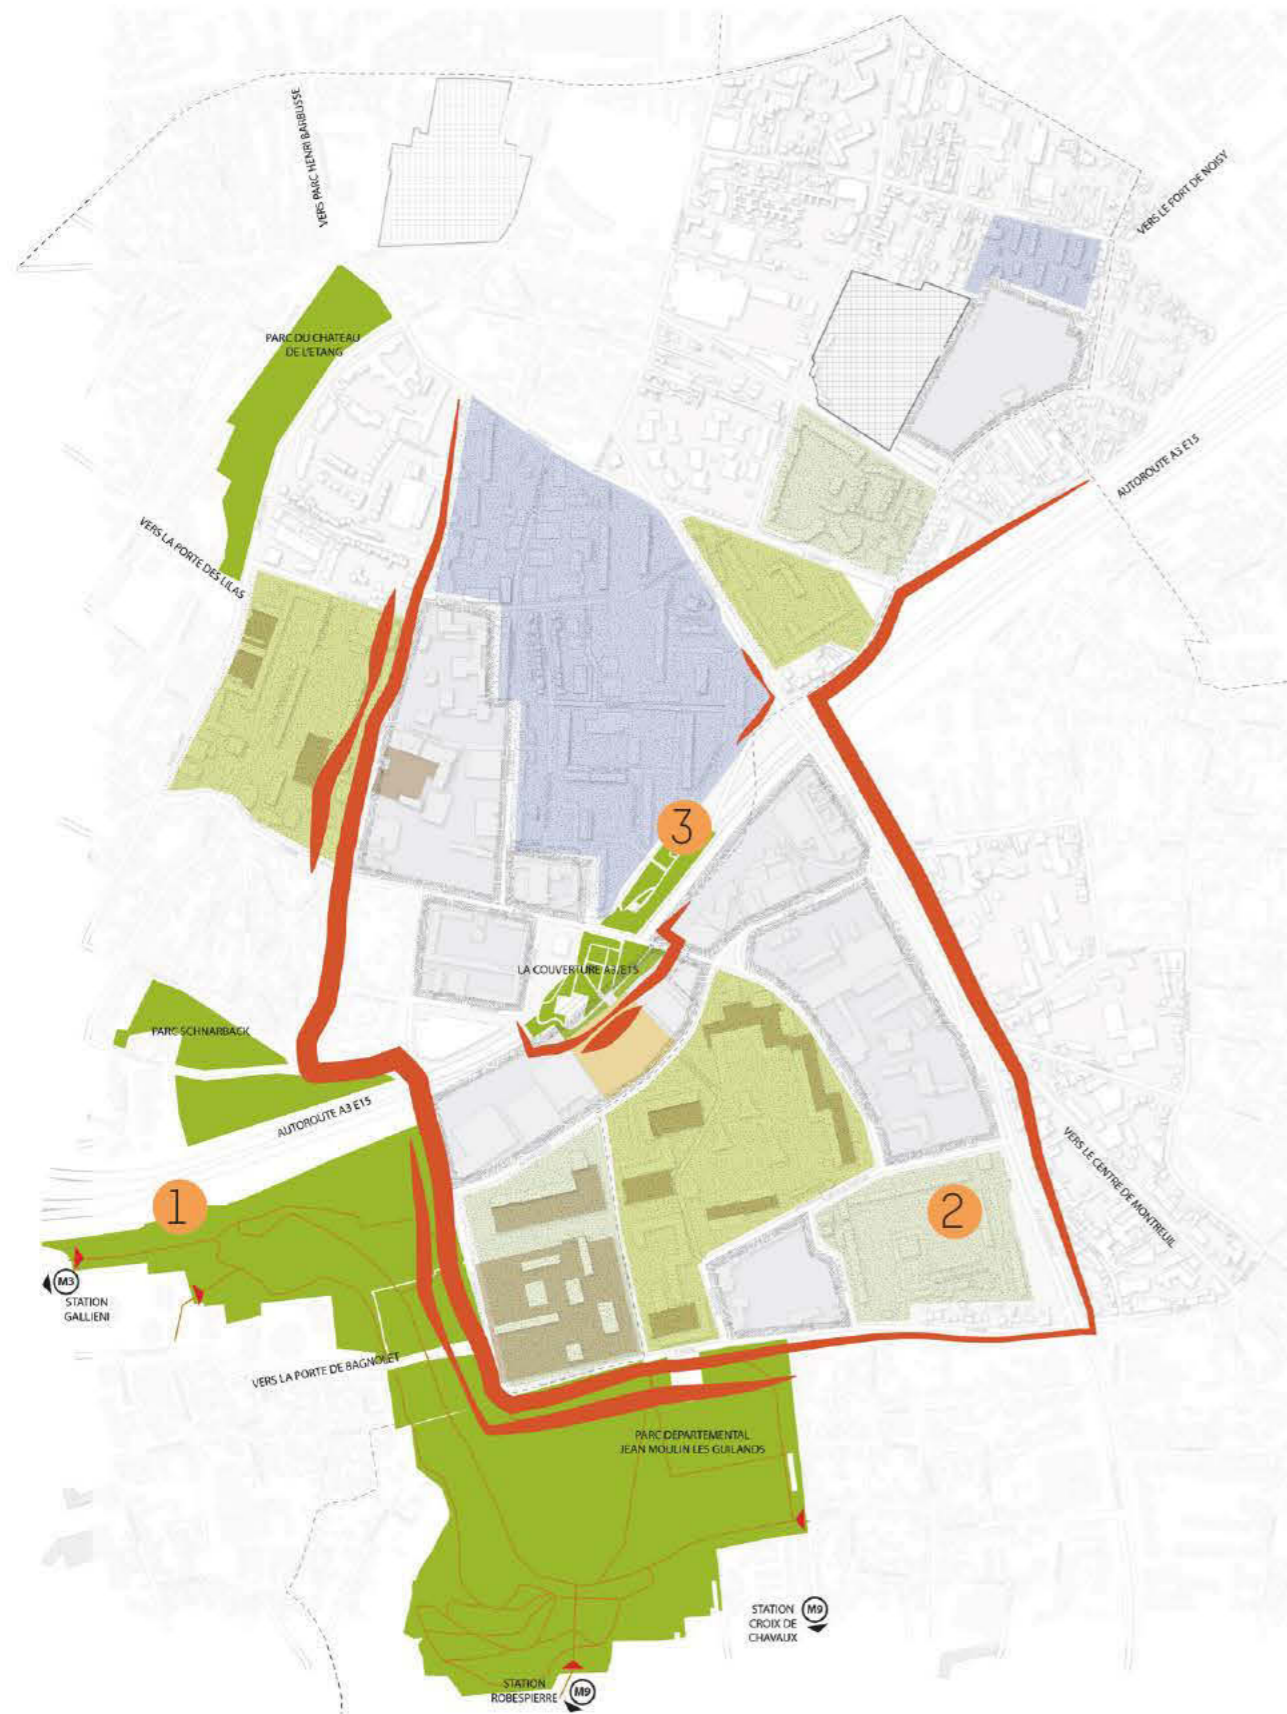 VERS PARC HENRI BARBUSSE
VERS LE FORT DE NOISY
PARC DU CHATEAU
DE L'ETANG
AUTOROUTE A3 E15
VERS LA PORTE DES LILAS
3
LA COUVERTURE A3/E15
PARC SCHNARBACK
AUTOROUTE A3 E15
VERS LE CENTRE DE MONTREUIL
1
2
M3
STATION
GALLIENI
VERS LA PORTE DE BAGNOLET
PARC DEPARTEMENTAL
JEAN MOULIN LES GUILANDS
STATION M9
CROIX DE
CHAVAUX
STATION
ROBESPIERRE M9